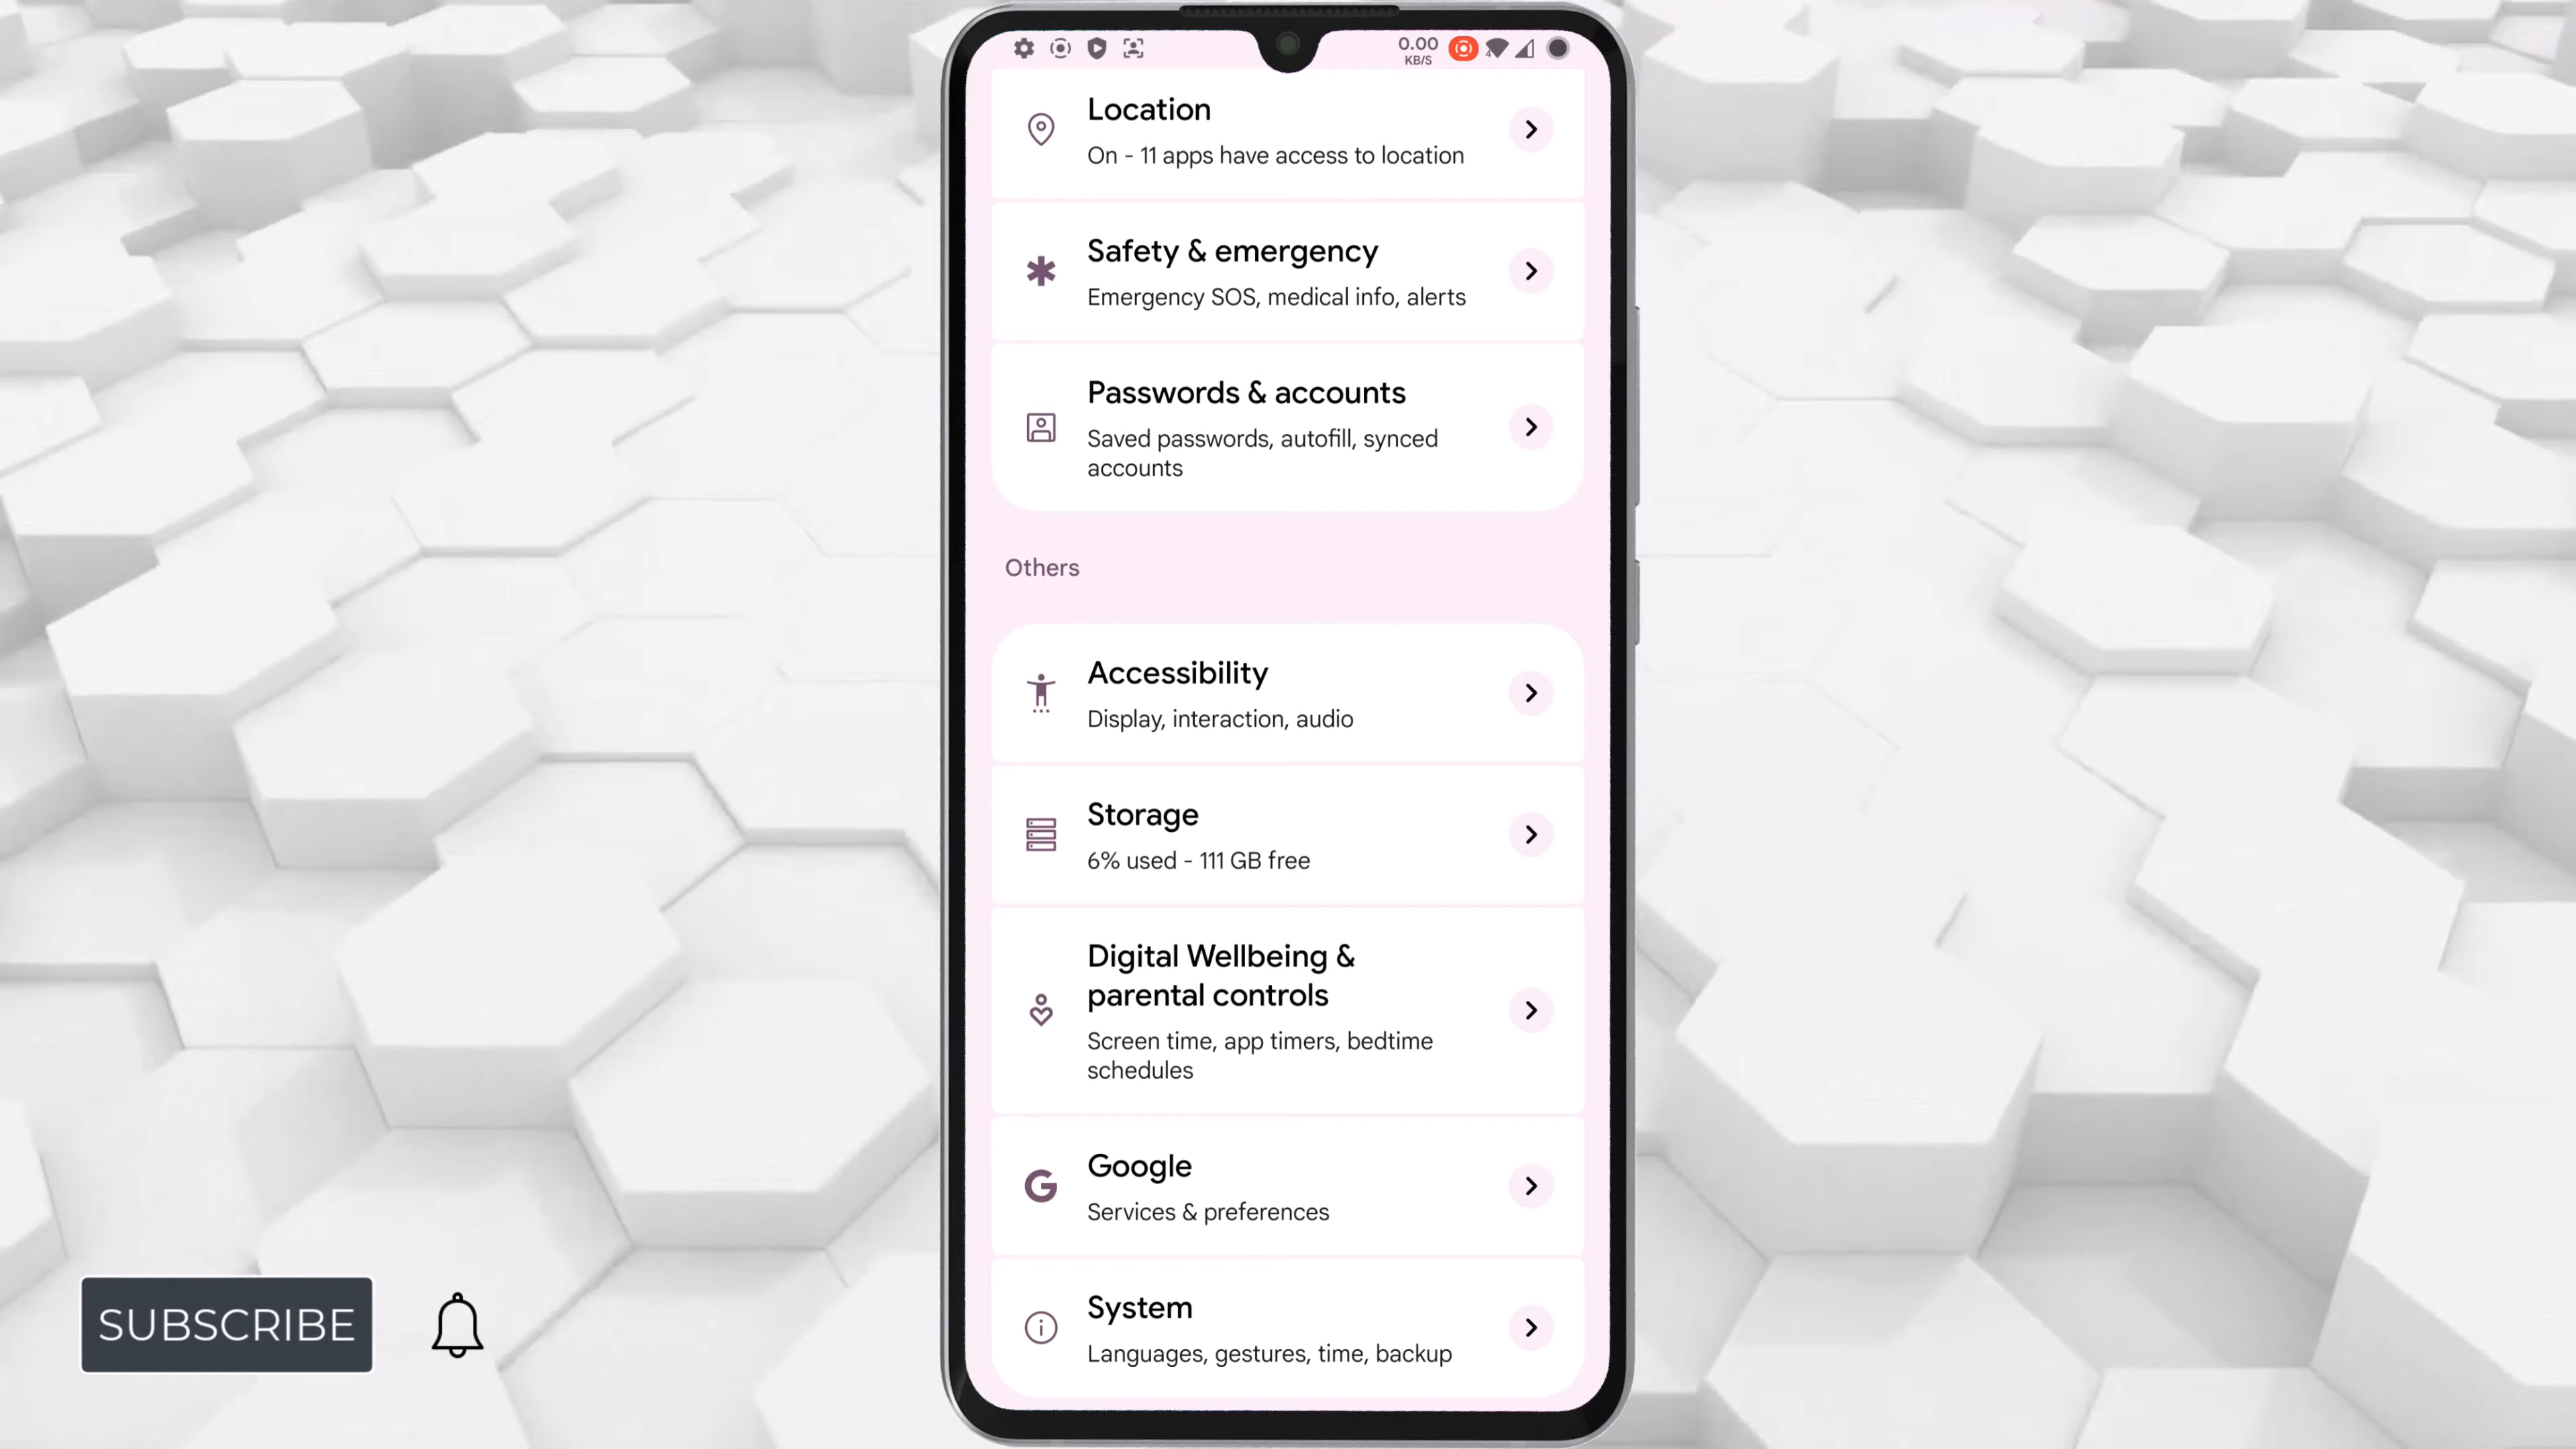 0.00
KB/S
Location
On - 11 apps have access to location
Safety & emergency
Emergency SOS, medical info, alerts
Passwords & accounts
Saved passwords, autofill, synced
accounts
Others
Accessibility
Display, interaction, audio
Storage
6% used - 111 GB free
Digital Wellbeing &
parental controls
Screen time, app timers, bedtime
schedules
Google
Services & preferences
System
Languages, gestures, time, backup
SUBSCRIBE